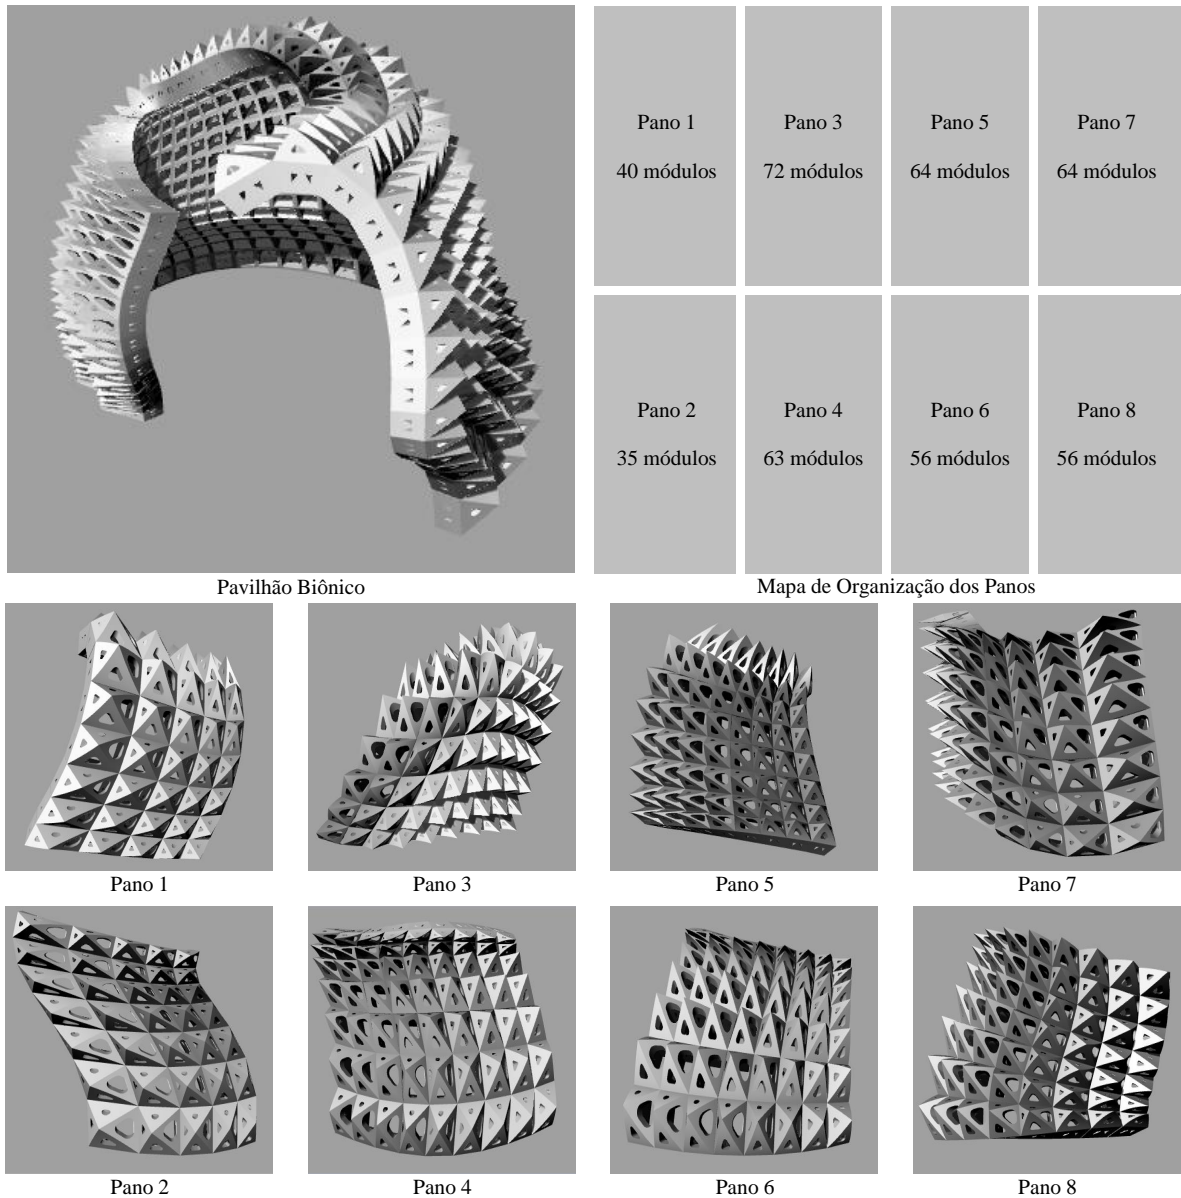 Pano 1
40 módulos
Pano 3
72 módulos
Pano 5
64 módulos
Pano 7
64 módulos
Pano 2
35 módulos
Pano 4
63 módulos
Pano 6
56 módulos
Pano 8
56 módulos
Pavilhão Biônico
Mapa de Organização dos Panos
Pano 1
Pano 3
Pano 5
Pano 7
Pano 2
Pano 4
Pano 6
Pano 8